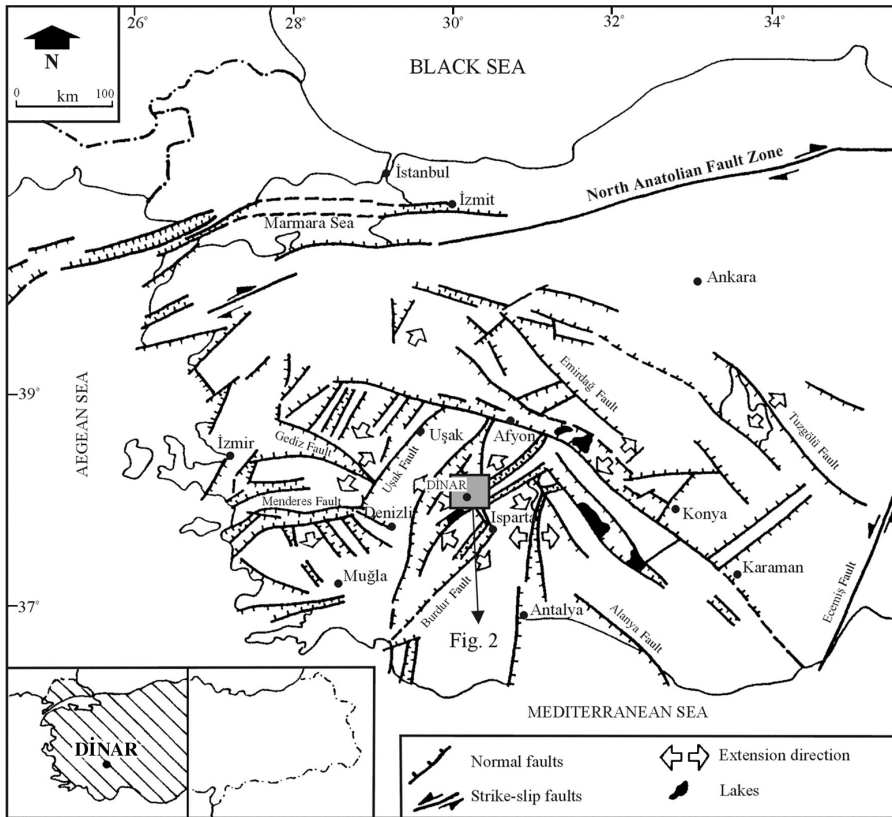 26°
28°
30°
32°
34°
N
0 100
km
BLACK SEA
İstanbul
North Anatolian Fault Zone
İzmit
Marmara Sea
Ankara
39°
AEGEAN SEA
Emirdağ Fault
Tuzgölü Fault
İzmir
Gediz Fault
Uşak
Uşak Fault
Afyon
DİNAR
Menderes Fault
Denizli
Isparta
Konya
Karaman
Ecemiş Fault
37°
Muğla
Burdur Fault
Antalya
Alanya Fault
Fig. 2
MEDITERRANEAN SEA
DİNAR
Normal faults
Extension direction
Strike-slip faults
Lakes